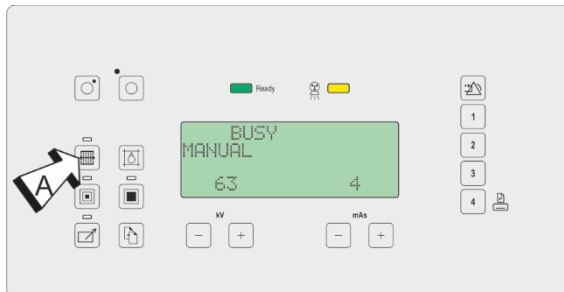 Ready
1
BUSY
MANUAL
2
A
3
63 4
4
kV mAs
- + - +